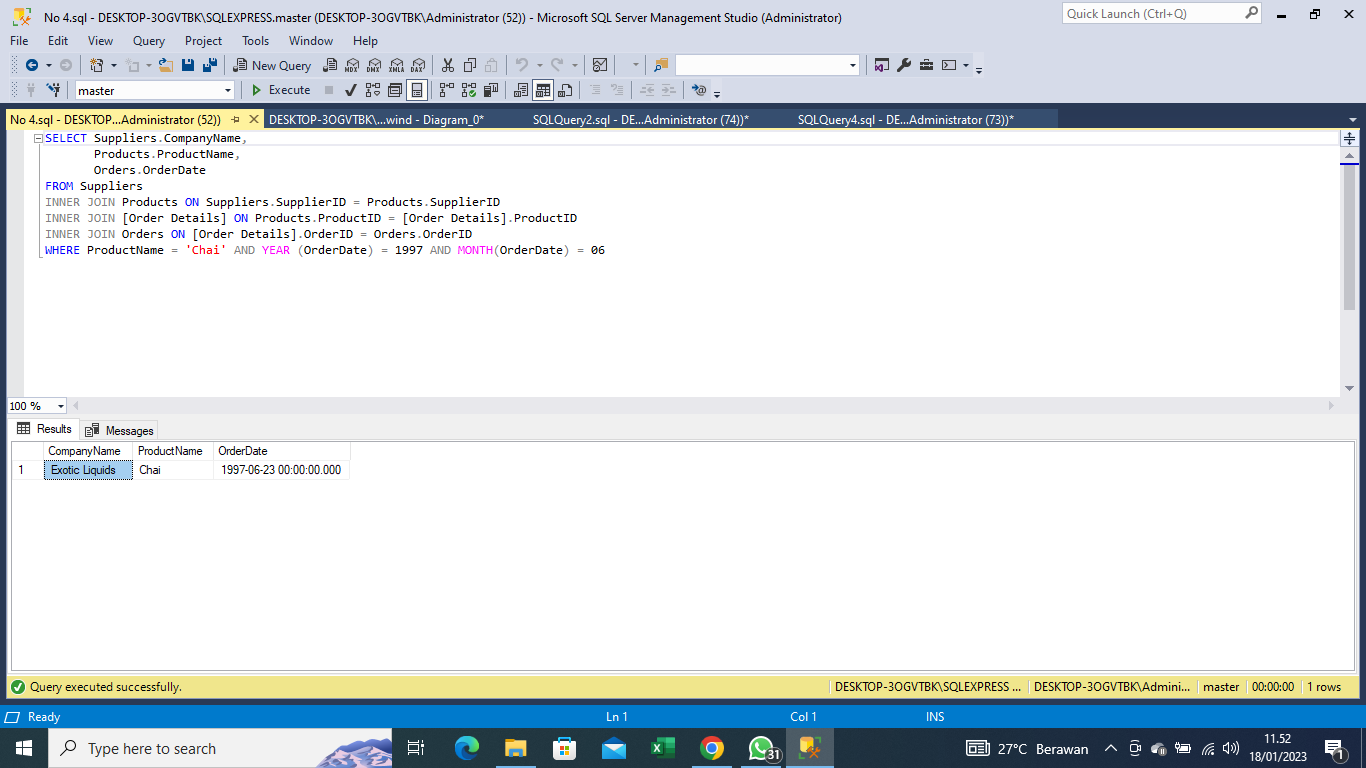 No 4.sql - DESKTOP-3OGVTBK\SQLEXPRESS.master (DESKTOP-3OGVTBK\Administrator (52)) - Microsoft SQL Server Management Studio (Administrator)
Quick Launch (Ctrl+Q)
File Edit View Query Project Tools Window Help
New Query MDX DMX XMLA DAX
master Execute
No 4.sql - DESKTOP...Administrator (52)) DESKTOP-3OGVTBK\...wind - Diagram_0* SQLQuery2.sql - DE...Administrator (74))* SQLQuery4.sql - DE...Administrator (73))*
SELECT Suppliers.CompanyName,
Products.ProductName,
Orders.OrderDate
FROM Suppliers
INNER JOIN Products ON Suppliers.SupplierID = Products.SupplierID
INNER JOIN [Order Details] ON Products.ProductID = [Order Details].ProductID
INNER JOIN Orders ON [Order Details].OrderID = Orders.OrderID
WHERE ProductName = 'Chai' AND YEAR (OrderDate) = 1997 AND MONTH(OrderDate) = 06
100 %
Results Messages
CompanyName ProductName OrderDate
1 Exotic Liquids Chai 1997-06-23 00:00:00.000
Query executed successfully. DESKTOP-3OGVTBK\SQLEXPRESS ... DESKTOP-3OGVTBK\Admini... master 00:00:00 1 rows
Ready Ln 1 Col 1 INS
Type here to search 31 27°C Berawan 11.52
18/01/2023 1